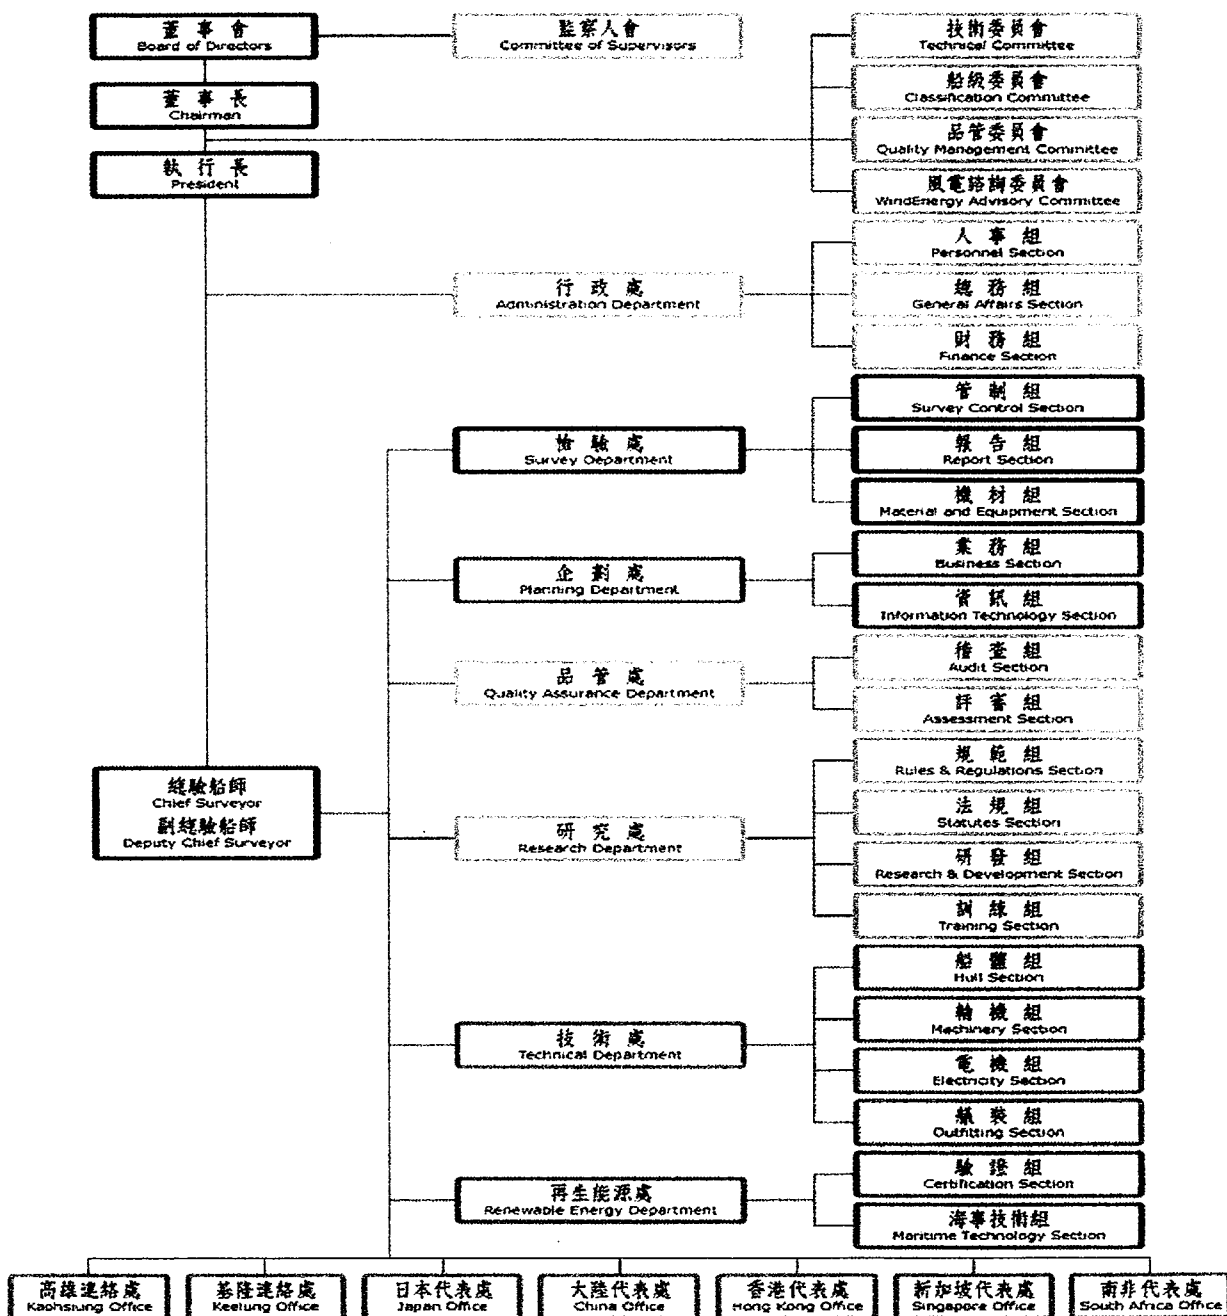 董事會
Board of Directors
監察人會
Committee of Supervisors
技術委員會
Technical Committee
船級委員會
Classification Committee
董事長
Chairman
品管委員會
Quality Management Committee
執行長
President
風電諮詢委員會
WindEnergy Advisory Committee
人事組
Personnel Section
行政處
Administration Department
總務組
General Affairs Section
財務組
Finance Section
管制組
Survey Control Section
檢驗處
Survey Department
報告組
Report Section
機材組
Material and Equipment Section
業務組
Business Section
企劃處
Planning Department
資訊組
Information Technology Section
稽查組
Audit Section
品管處
Quality Assurance Department
評審組
Assessment Section
規範組
Rules & Regulations Section
總驗船師
Chief Surveyor
副總驗船師
Deputy Chief Surveyor
法規組
Statutes Section
研究處
Research Department
研發組
Research & Development Section
訓練組
Training Section
船體組
Hull Section
輪機組
Machinery Section
技術處
Technical Department
電機組
Electricity Section
艤裝組
Outfitting Section
驗證組
Certification Section
再生能源處
Renewable Energy Department
海事技術組
Maritime Technology Section
高雄連絡處
Kaohsiung Office
基隆連絡處
Keelung Office
日本代表處
Japan Office
大陸代表處
China Office
香港代表處
Hong Kong Office
新加坡代表處
Singapore Office
南非代表處
South Africa Office